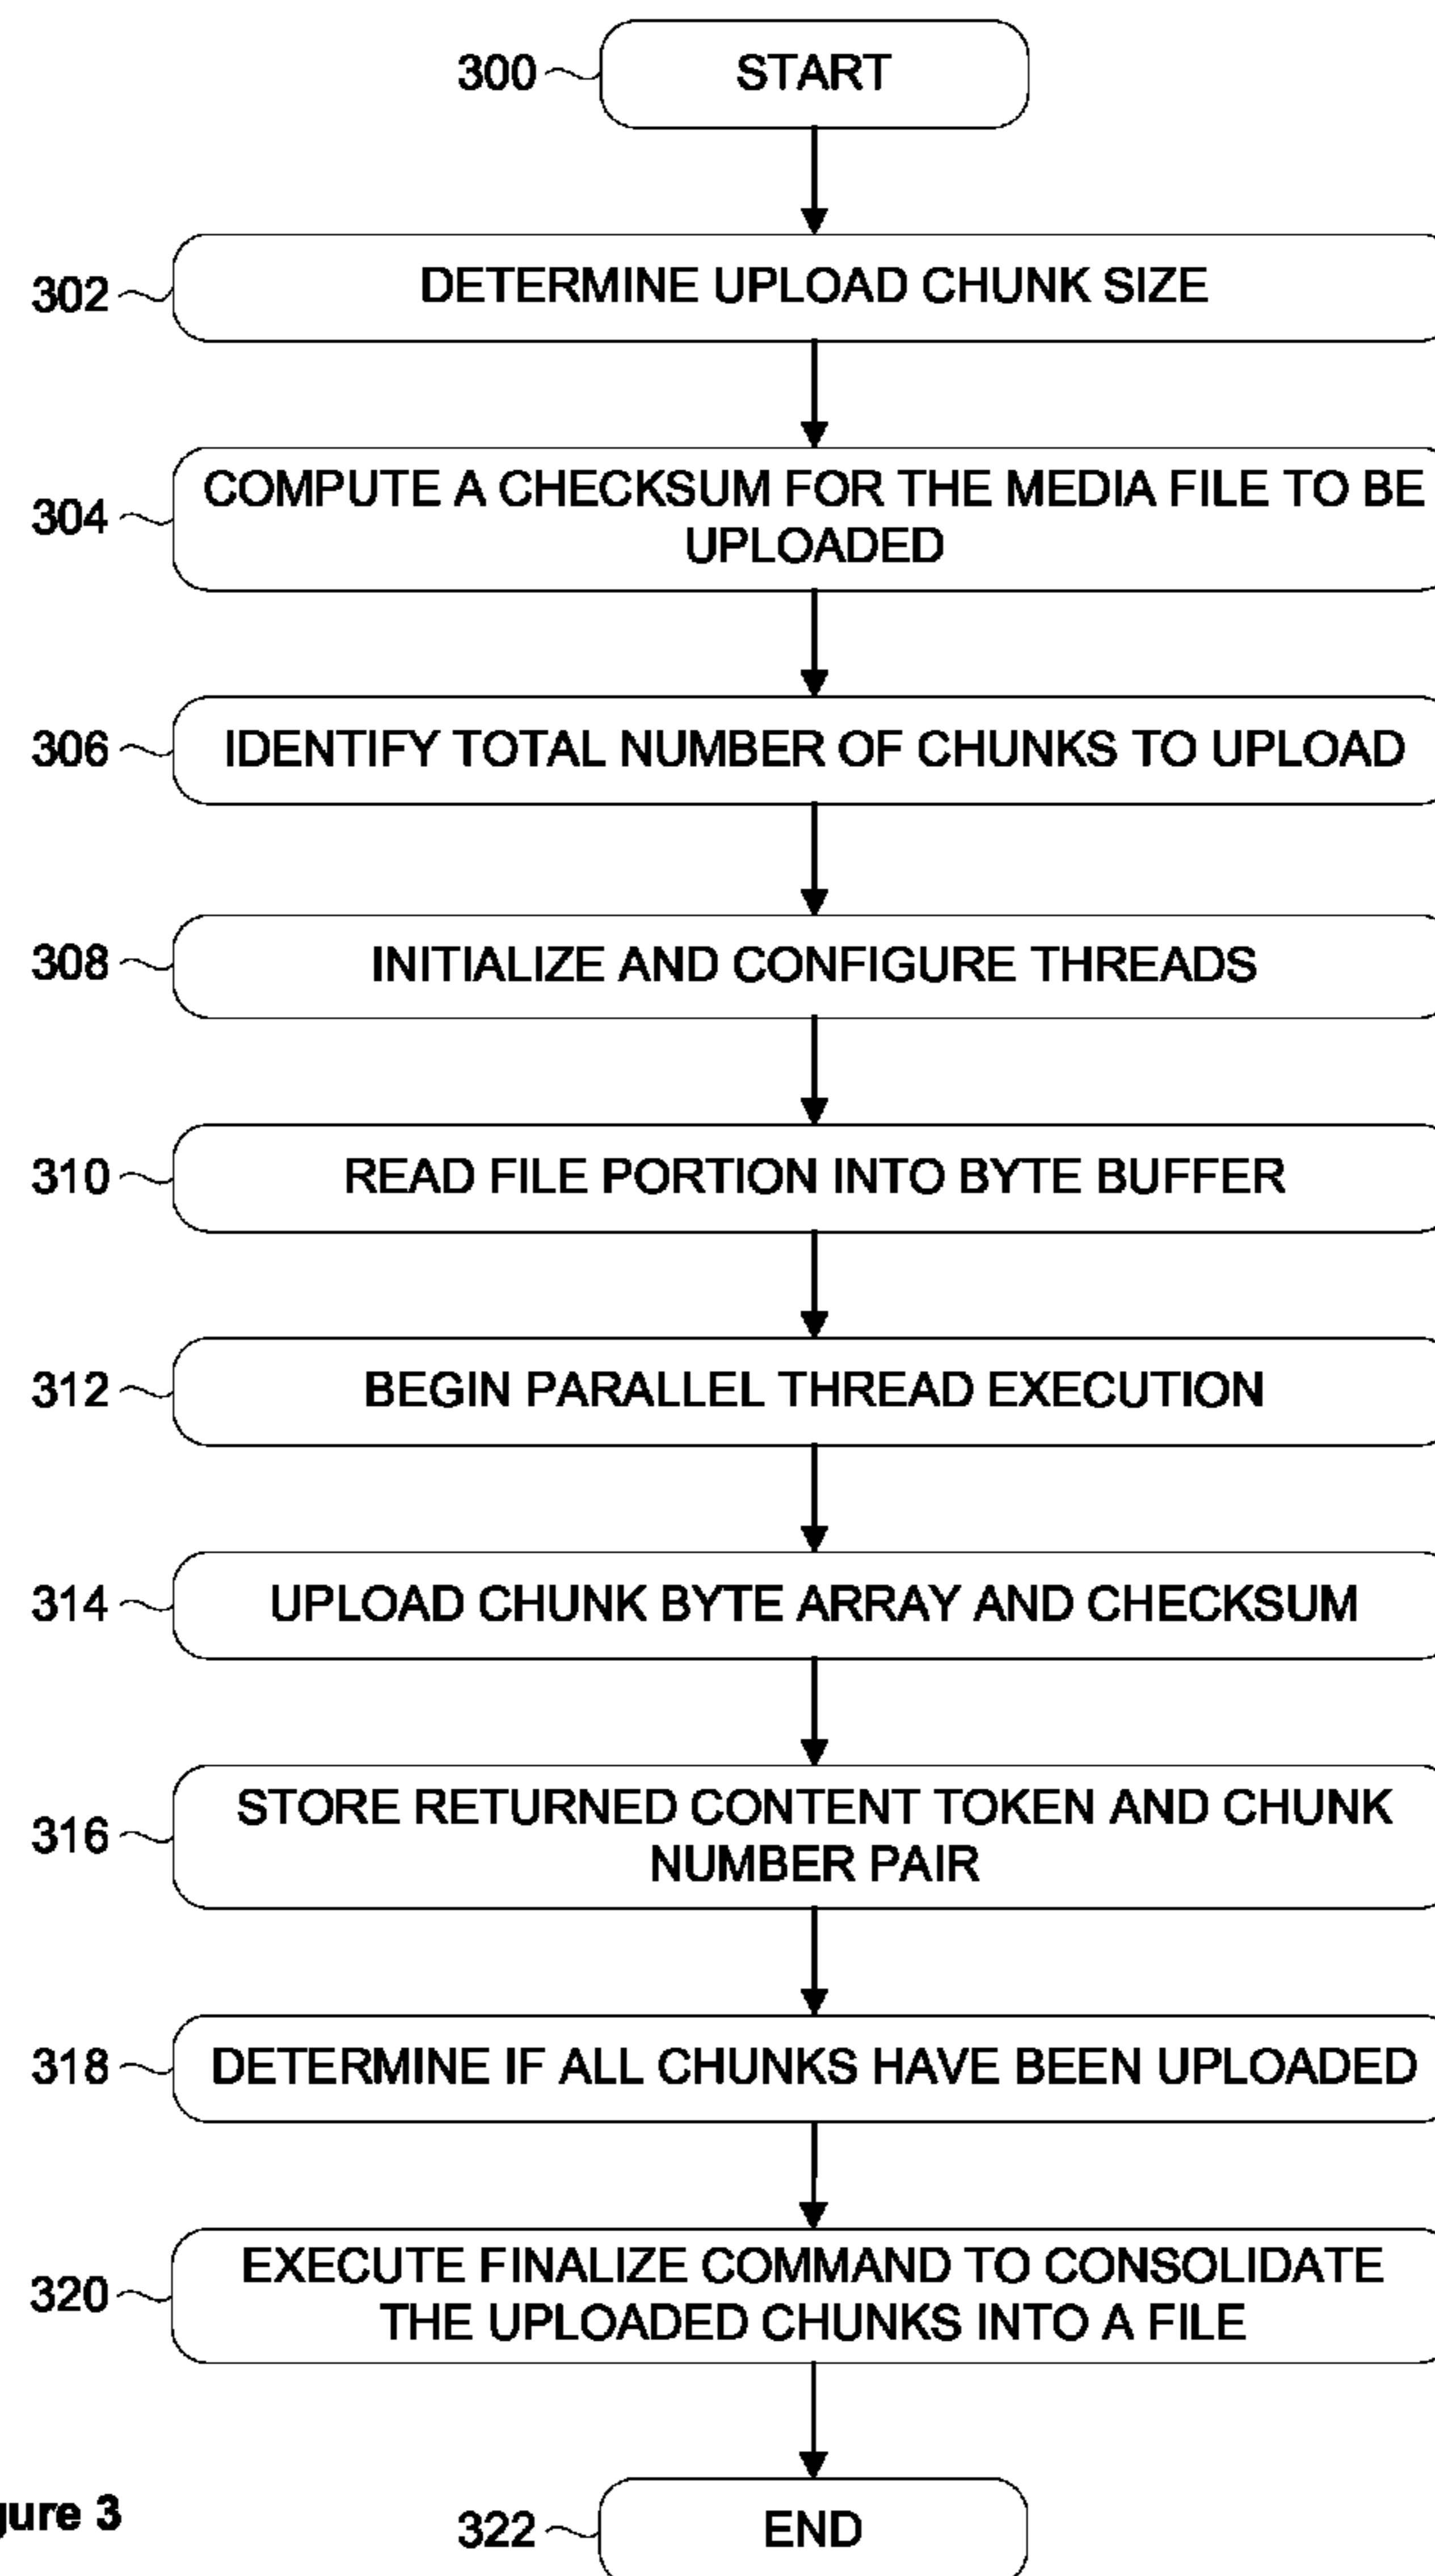 300 START
302 DETERMINE UPLOAD CHUNK SIZE
304 COMPUTE A CHECKSUM FOR THE MEDIA FILE TO BE
UPLOADED
306 IDENTIFY TOTAL NUMBER OF CHUNKS TO UPLOAD
308 INITIALIZE AND CONFIGURE THREADS
310 READ FILE PORTION INTO BYTE BUFFER
312 BEGIN PARALLEL THREAD EXECUTION
314 UPLOAD CHUNK BYTE ARRAY AND CHECKSUM
316 STORE RETURNED CONTENT TOKEN AND CHUNK
NUMBER PAIR
318 DETERMINE IF ALL CHUNKS HAVE BEEN UPLOADED
320 EXECUTE FINALIZE COMMAND TO CONSOLIDATE
THE UPLOADED CHUNKS INTO A FILE
gure 3
322 END